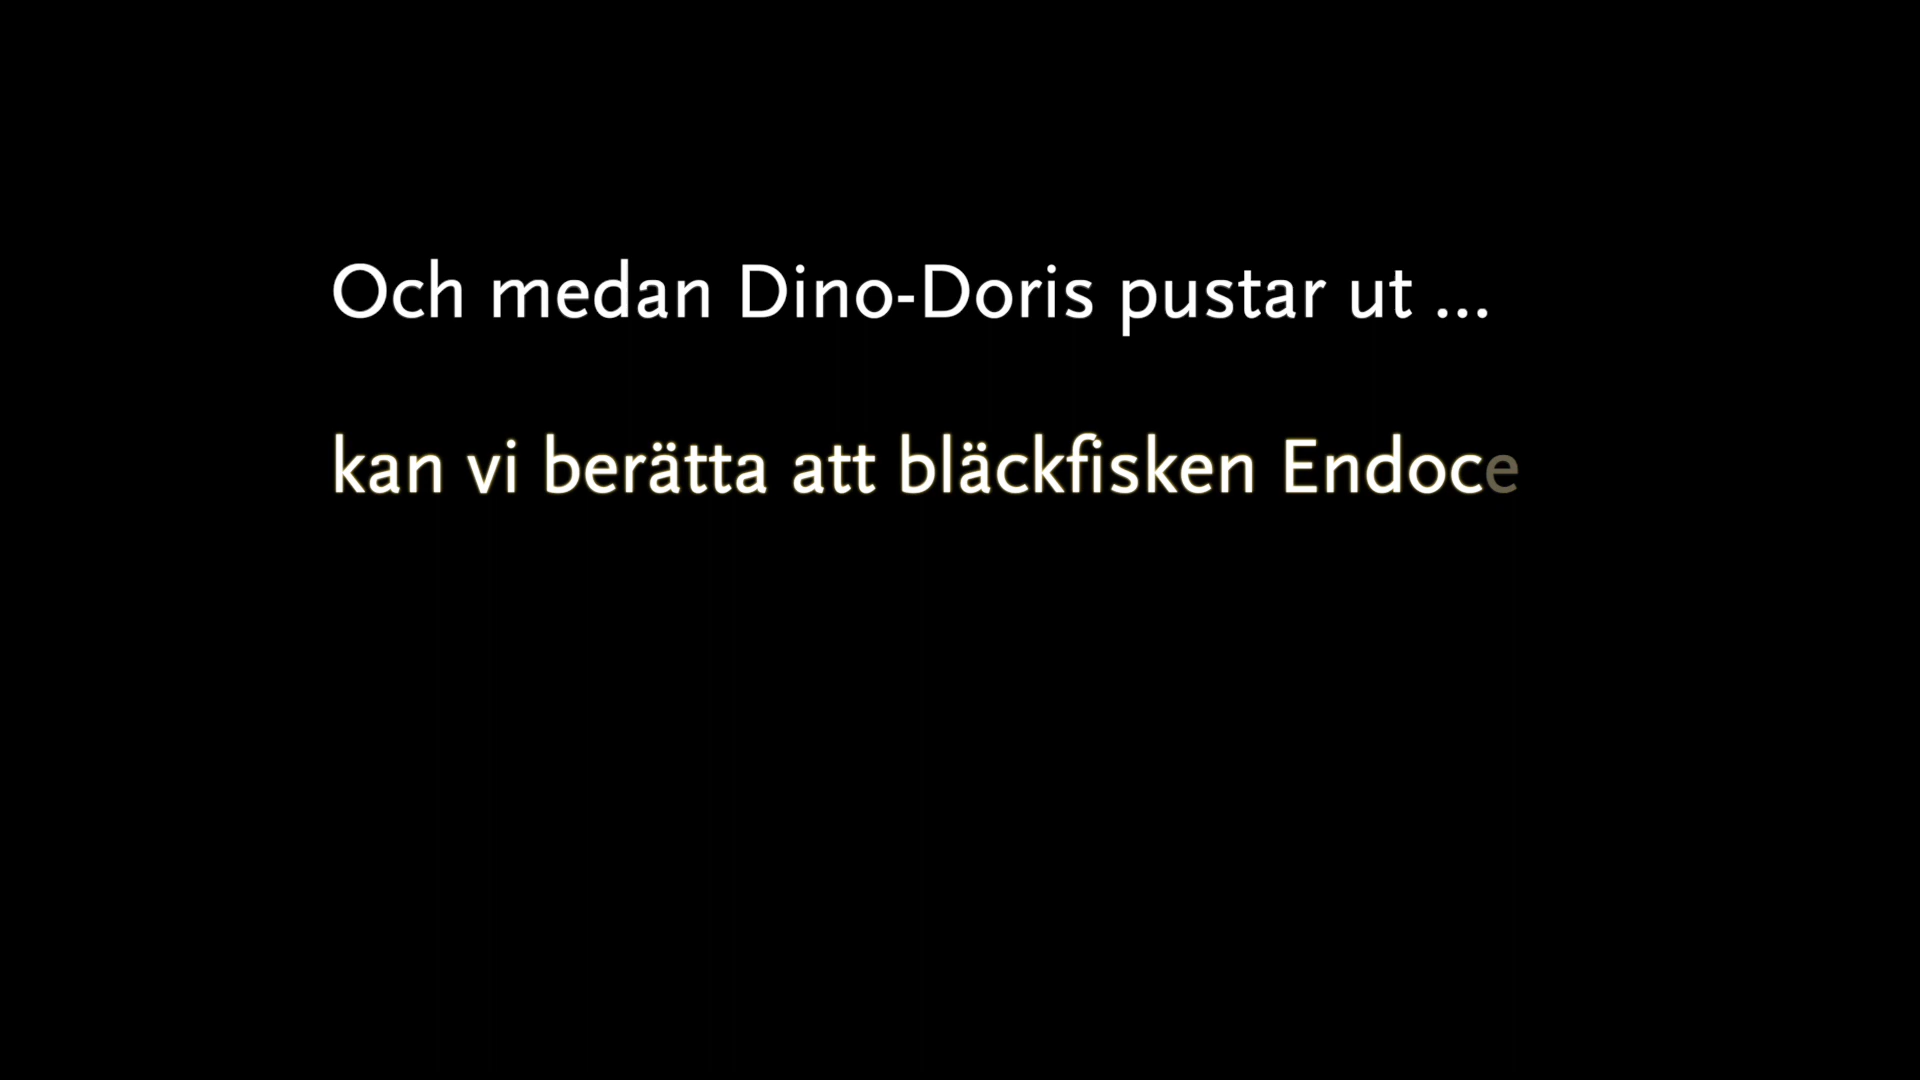 Och medan Dino-Doris pustar ut ...
kan vi berätta att bläckfisken Endoce